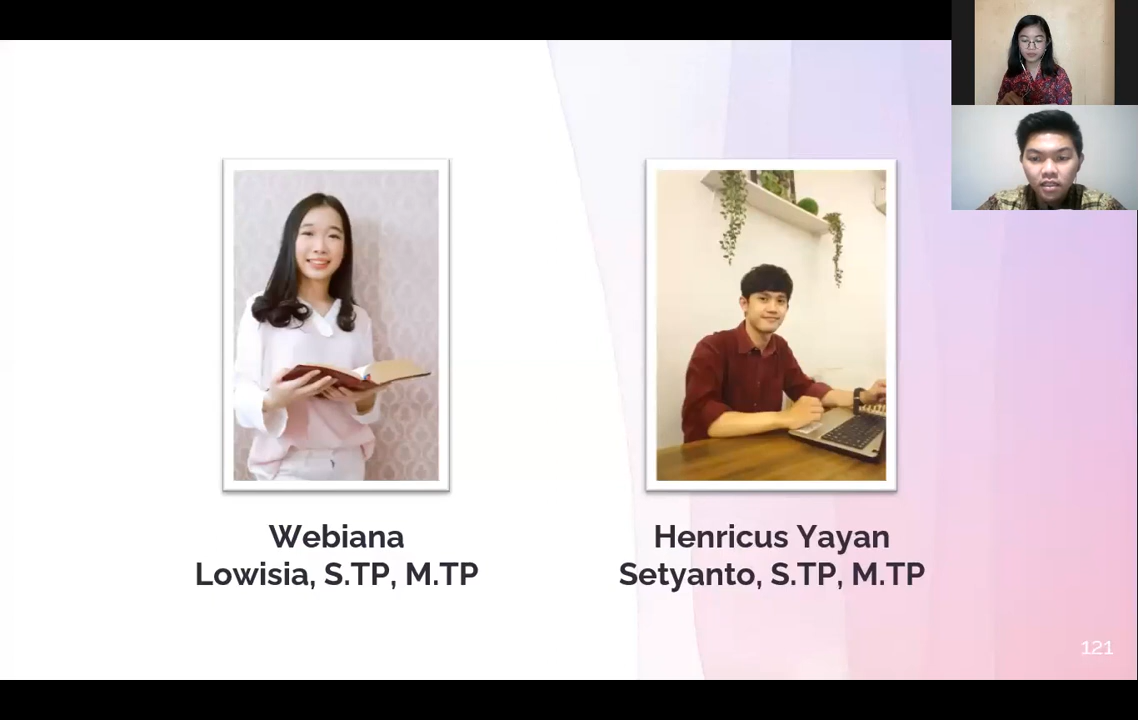 Webiana
Lowisia, S.TP, M.TP
Henricus Yayan
Setyanto, S.TP, M.TP
121